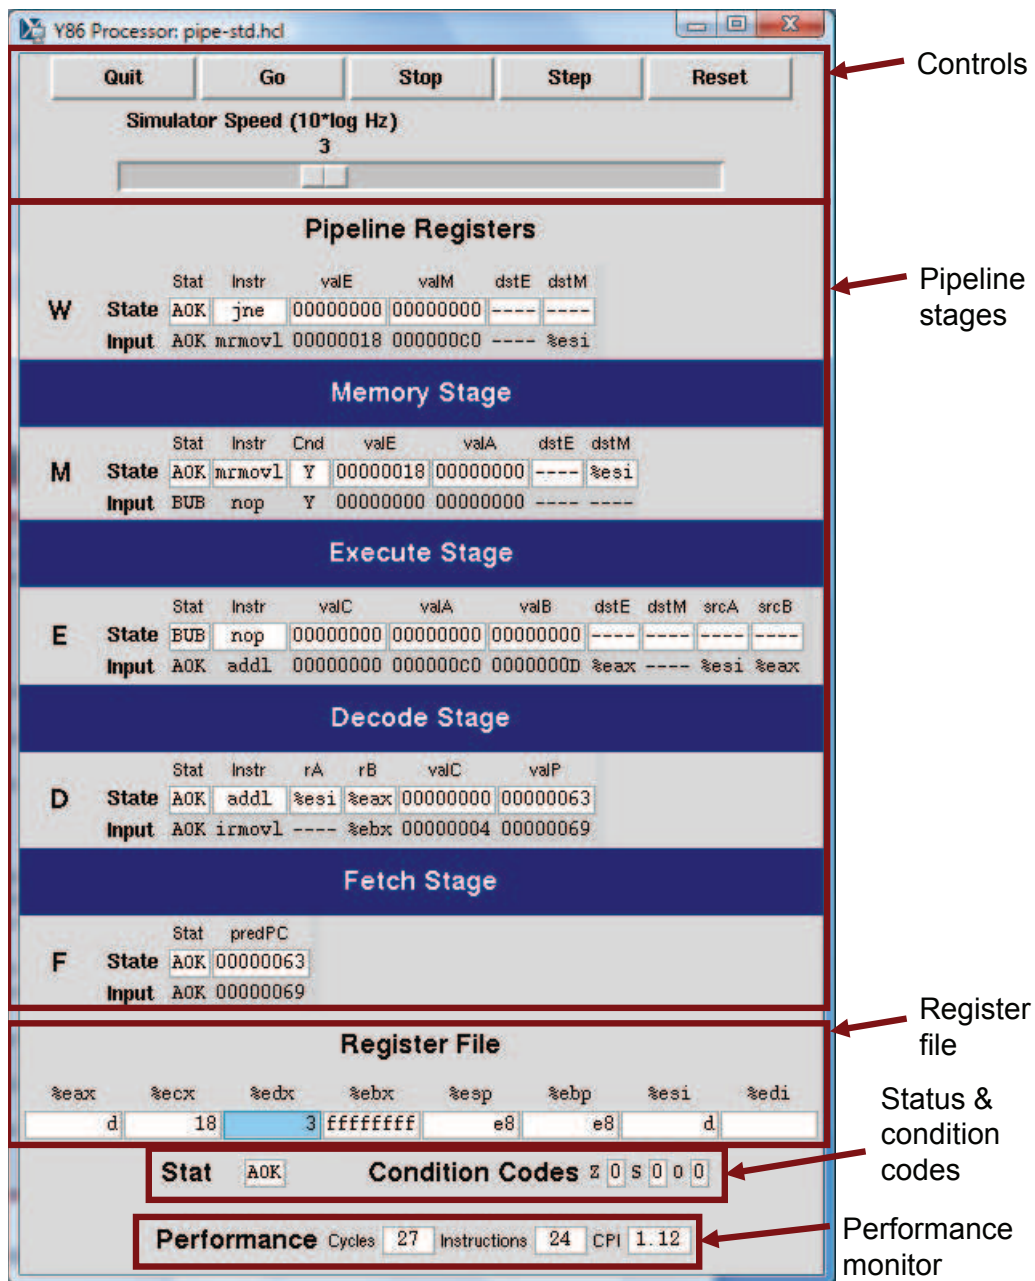 Y86 Processor: pipe-std.hcl
Quit Go Stop Step Reset
Controls
Simulator Speed (10*log Hz)
3
Pipeline Registers
Stat Instr valE valM dstE dstM
Pipeline stages
W State AOK jne 00000000 00000000 ---- ----
Input AOK mrmovl 00000018 000000C0 ---- %esi
Memory Stage
Stat Instr Cnd valE valA dstE dstM
M State AOK mrmovl Y 00000018 00000000 ---- %esi
Input BUB nop Y 00000000 00000000 ---- ----
Execute Stage
Stat Instr valC valA valB dstE dstM srcA srcB
E State BUB nop 00000000 00000000 00000000 ---- ---- ---- ----
Input AOK addl 00000000 000000C0 0000000D %eax ---- %esi %eax
Decode Stage
Stat Instr rA rB valC valP
D State AOK addl %esi %eax 00000000 00000063
Input AOK irmovl ---- %ebx 00000004 00000069
Fetch Stage
Stat predPC
F State AOK 00000063
Input AOK 00000069
Register File
Register file
%eax %ecx %edx %ebx %esp %ebp %esi %edi
d 18 3 ffffffff e8 e8 d
Status & condition codes
Stat AOK Condition Codes Z 0 S 0 O 0
Performance Cycles 27 Instructions 24 CPI 1.12
Performance monitor